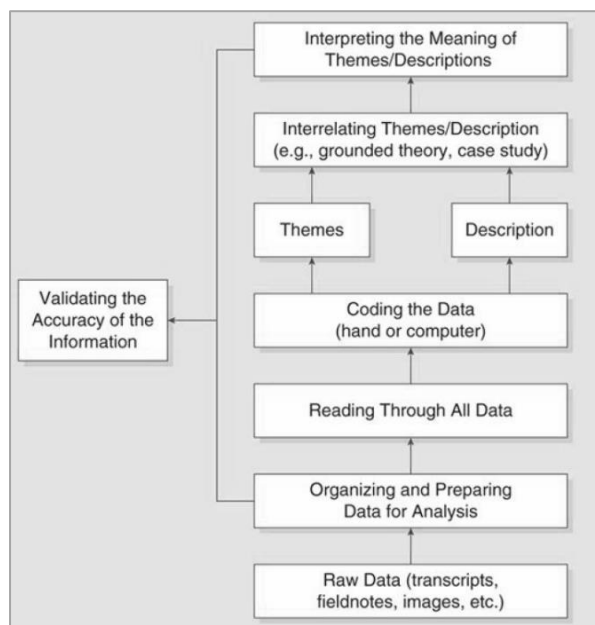 Interpreting the Meaning of
Themes/Descriptions
Interrelating Themes/Description
(e.g., grounded theory, case study)
Themes
Description
Validating the
Accuracy of the
Information
Coding the Data
(hand or computer)
Reading Through All Data
Organizing and Preparing
Data for Analysis
Raw Data (transcripts,
fieldnotes, images, etc.)